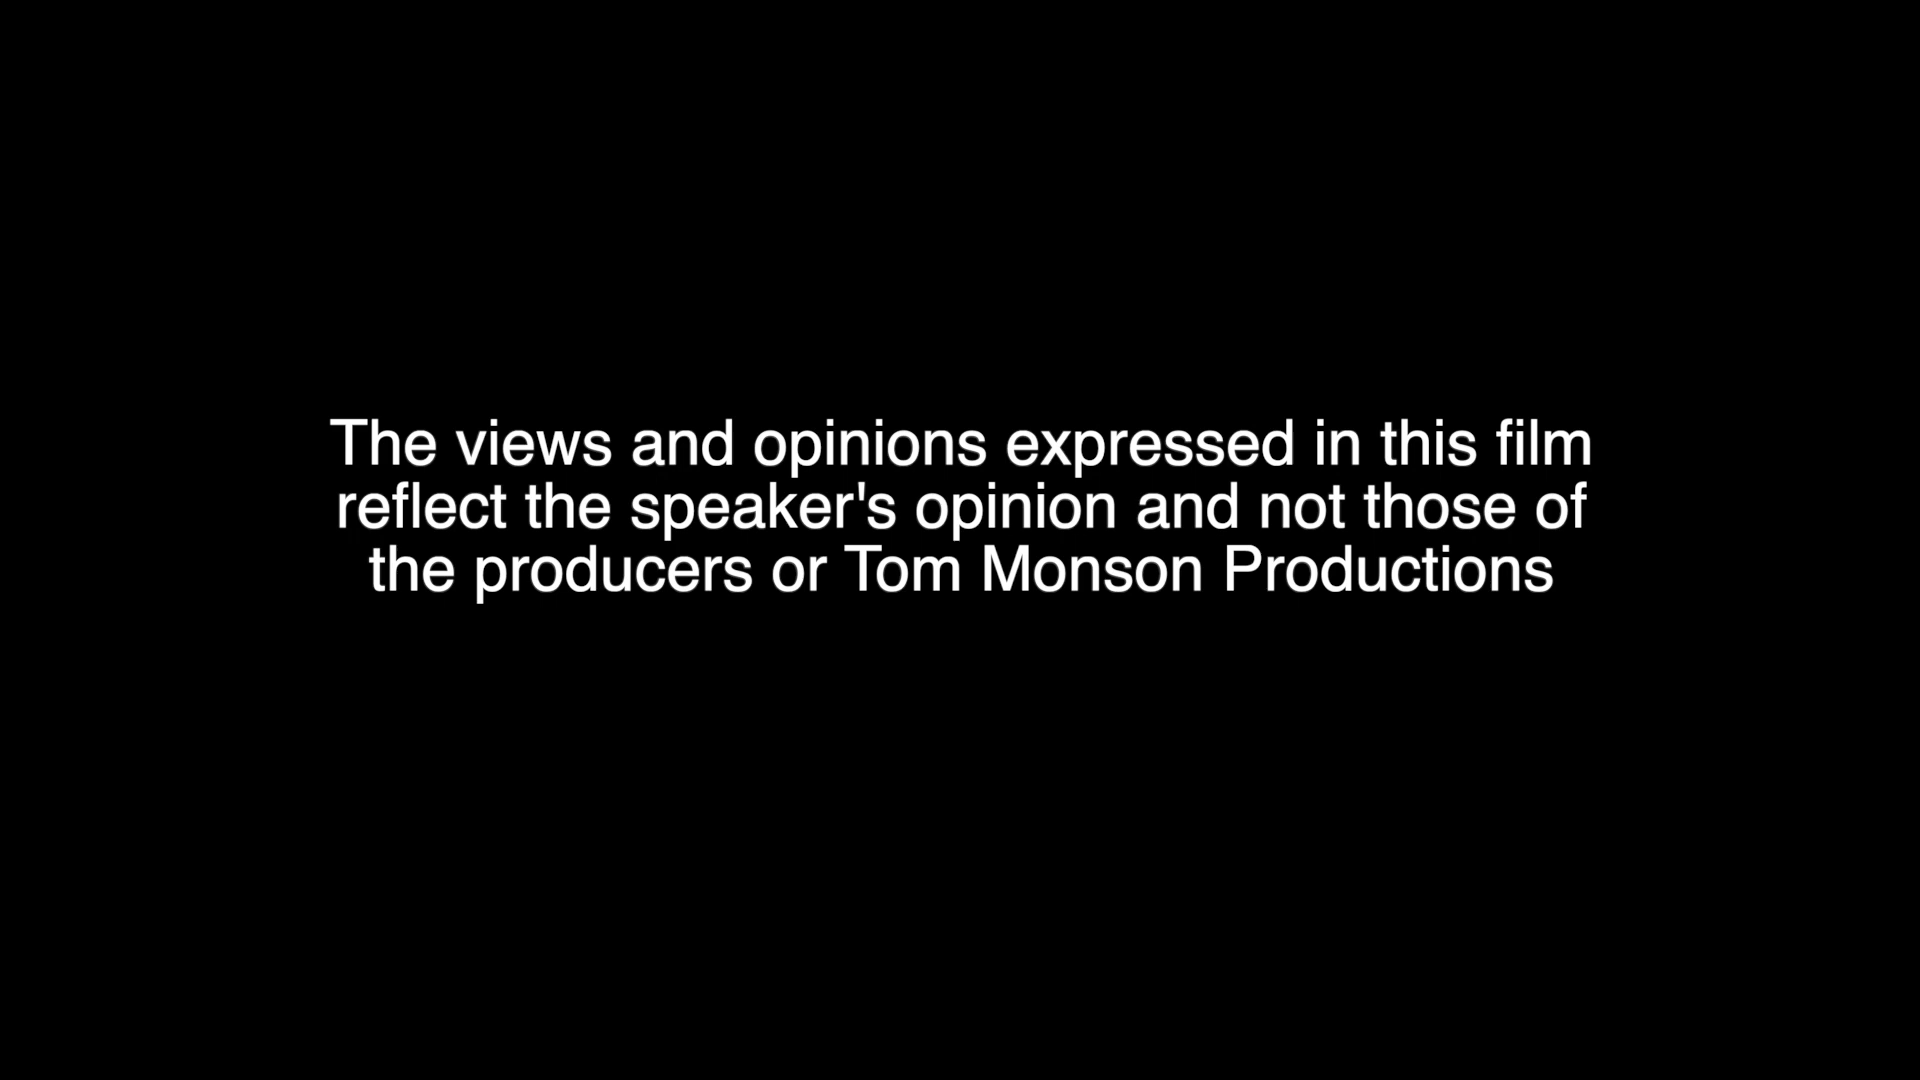 The views and opinions expressed in this film
reflect the speaker's opinion and not those of
the producers or Tom Monson Productions